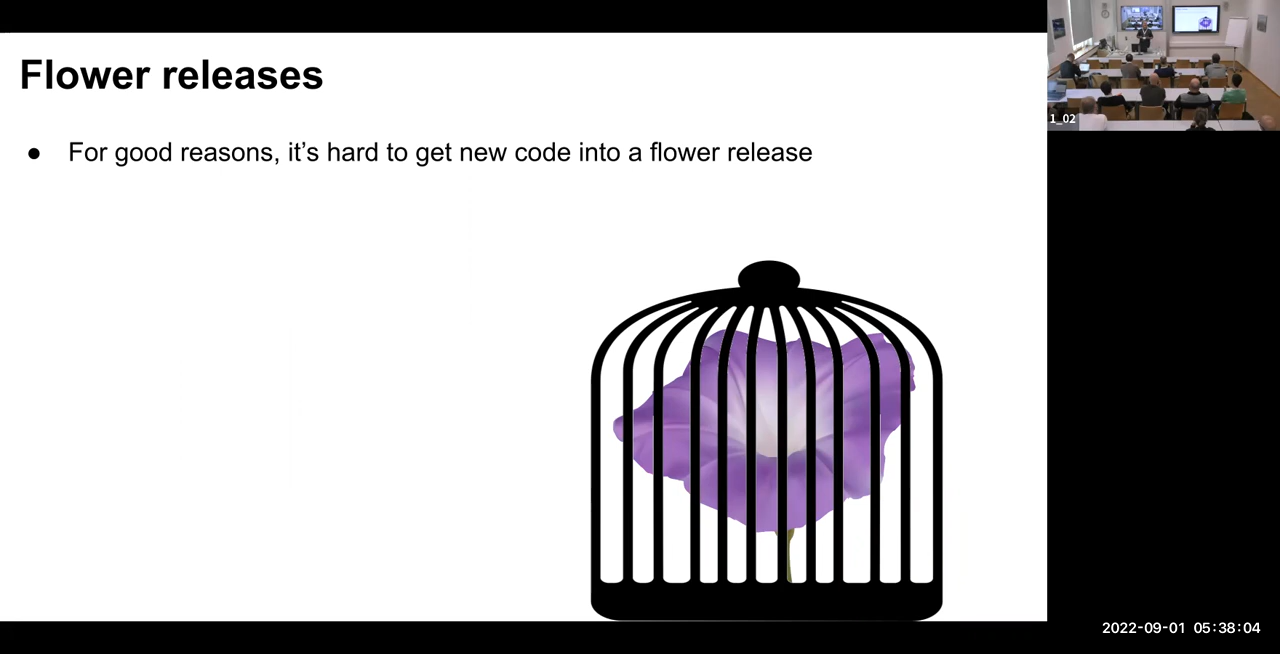 Flower releases
● For good reasons, it’s hard to get new code into a flower release
1_02
2022-09-01 05:38:04